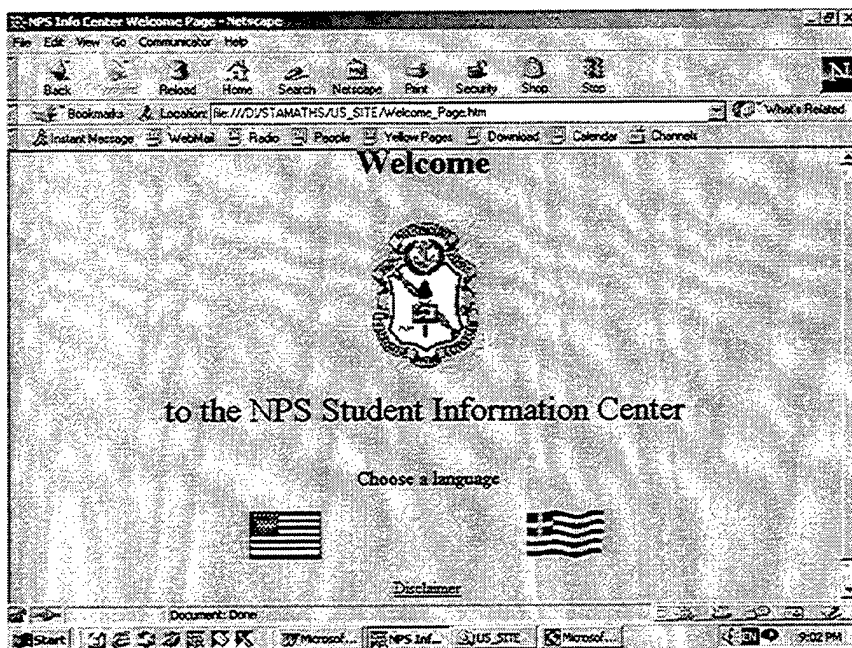 NPS Info Center Welcome Page - Netscape
File Edit View Go Communicator Help
Back Reload Home Search Netscape Print Security Shop Stop
Bookmarks Location: file:///D|/STAMATHS/US_SITE/Welcome_Page.htm What's Related
Instant Message WebMail Radio People Yellow Pages Download Calendar Channels
Welcome
to the NPS Student Information Center
Choose a language
Disclaimer
Document: Done
Start Microsof... NPS Inf... US_SITE Microsof... EN 9:02 PM